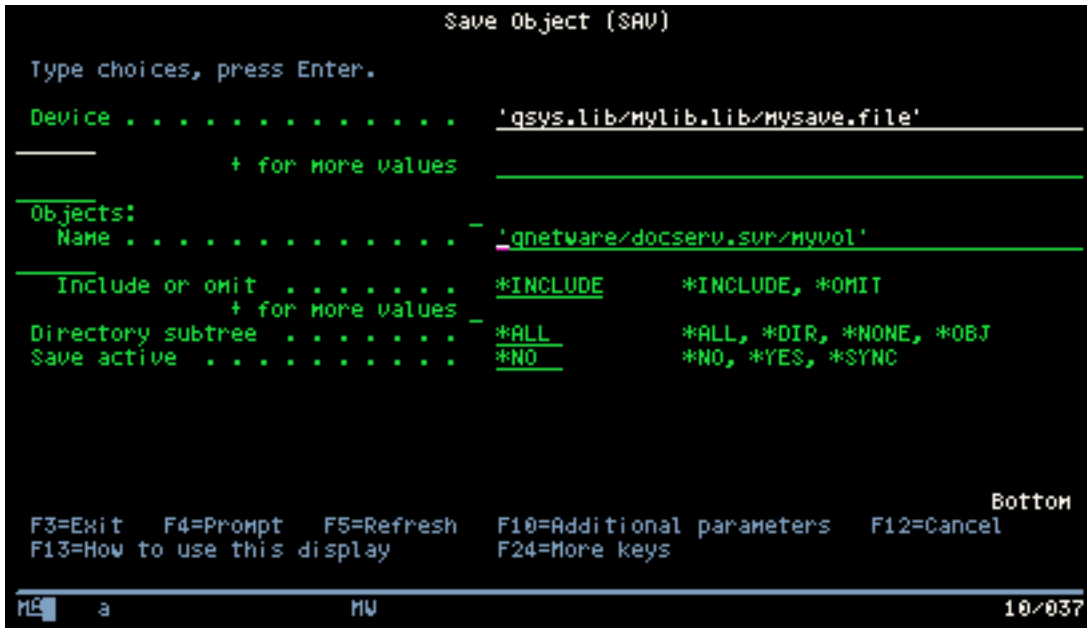 Save Object (SAV)
Type choices, press Enter.
Device . . . . . . . . . . . . . 'qsys.lib/mylib.lib/mysave.file'
+ for more values
Objects:
Name . . . . . . . . . . . . . 'qnetware/docserv.svr/myvol'
Include or omit . . . . . . . *INCLUDE *INCLUDE, *OMIT
+ for more values
Directory subtree . . . . . . . *ALL *ALL, *DIR, *NONE, *OBJ
Save active . . . . . . . . . . *NO *NO, *YES, *SYNC
Bottom
F3=Exit F4=Prompt F5=Refresh F10=Additional parameters F12=Cancel
F13=How to use this display F24=More keys
MA a MW 10/037